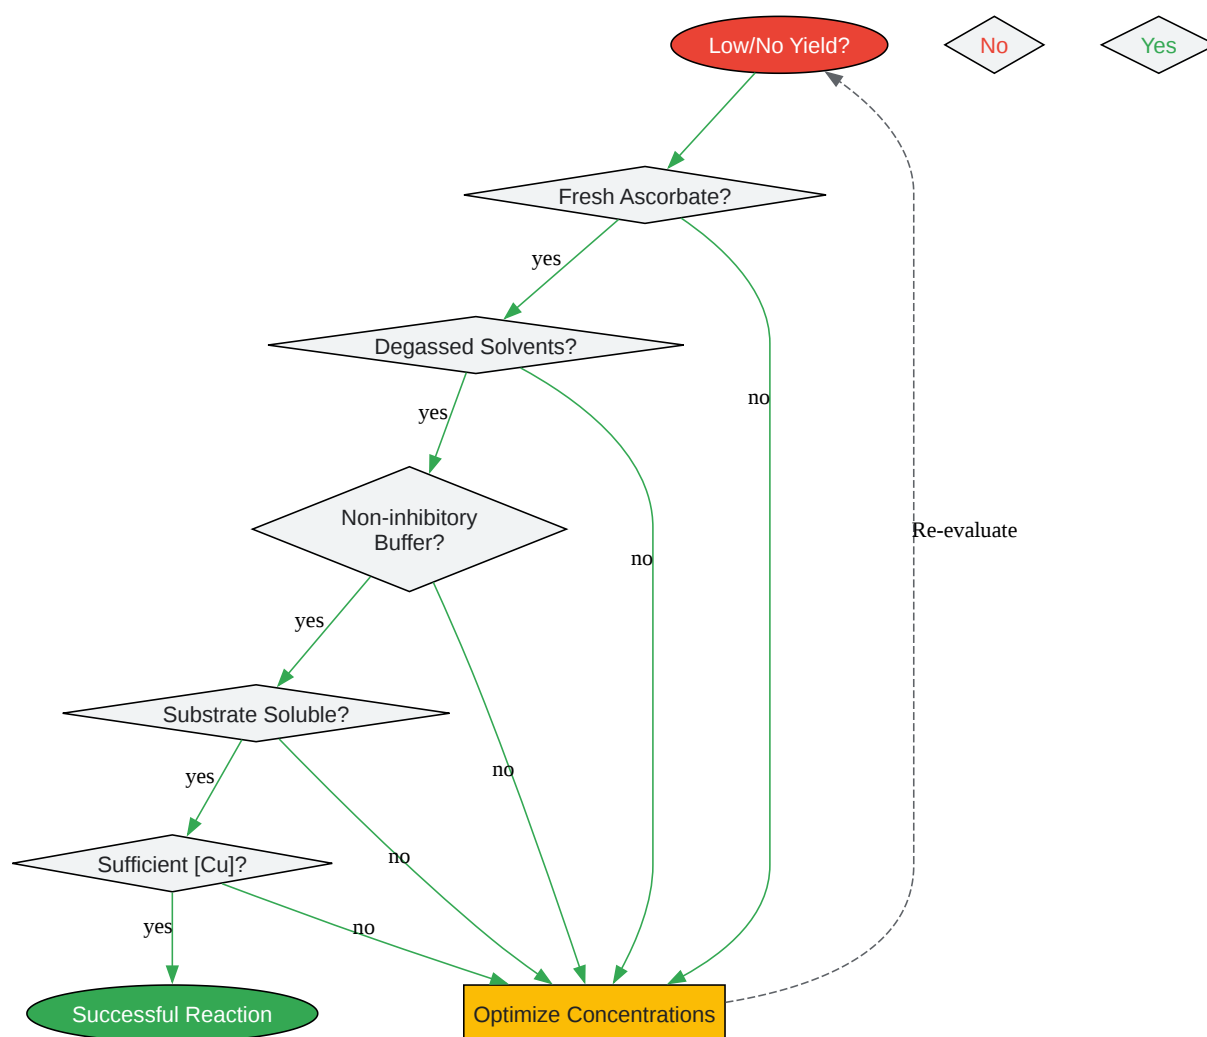 Low/No Yield?
No
Yes
Fresh Ascorbate?
yes
Degassed Solvents?
no
yes
Non-inhibitory
Buffer?
Re-evaluate
no
yes
Substrate Soluble?
no
yes
no
Sufficient [Cu]?
yes
no
Successful Reaction
Optimize Concentrations